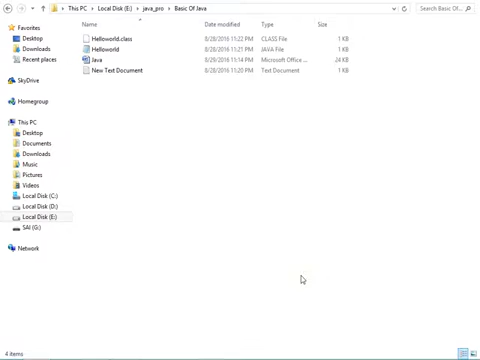 This PC Local Disk (E:) java_pro Basic Of Java Search Basic Of...
Name Date modified Type Size
Favorites
Desktop
Downloads
Recent places
SkyDrive
Homegroup
This PC
Desktop
Documents
Downloads
Music
Pictures
Videos
Local Disk (C:)
Local Disk (D:)
Local Disk (E:)
SAI (G:)
Network
Helloworld.class 8/28/2016 11:22 PM CLASS File 1 KB
Helloworld 8/28/2016 11:21 PM JAVA File 1 KB
Java 8/29/2016 11:14 PM Microsoft Office ... 24 KB
New Text Document 8/28/2016 11:20 PM Text Document 1 KB
4 items